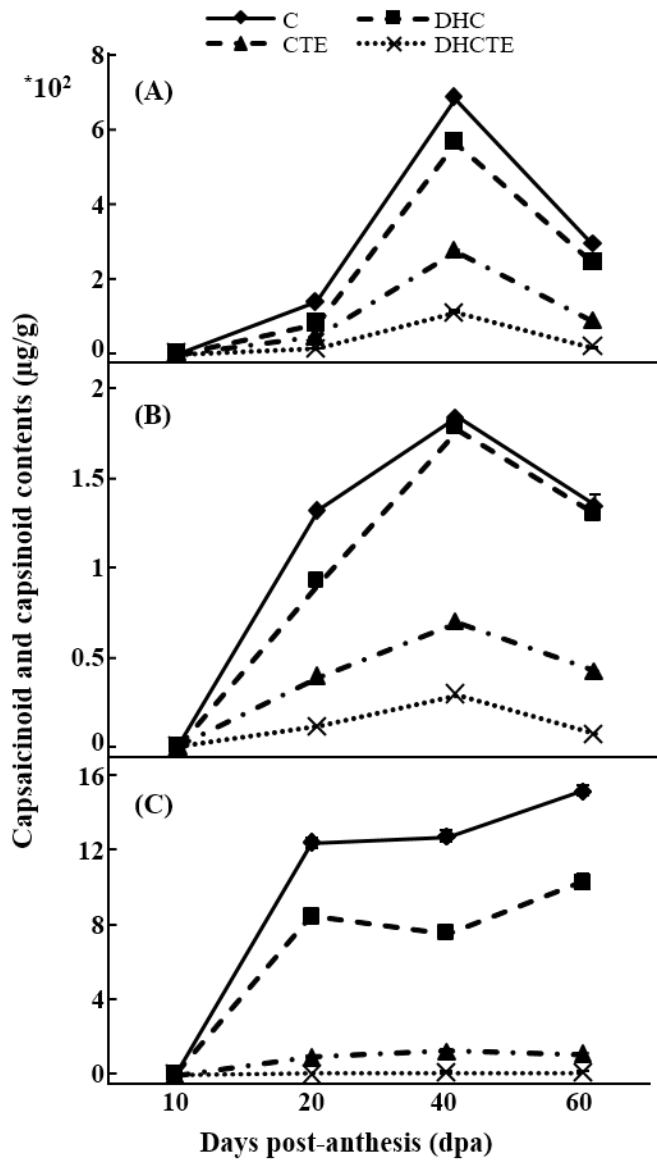 C DHC
CTE DHCTE
*10²
8
(A)
6
4
2
0
(B)
2
1.5
1
0.5
0
(C)
16
12
8
4
0
10 20 40 60
Days post-anthesis (dpa)
Capsaicinoid and capsinoid contents (µg/g)